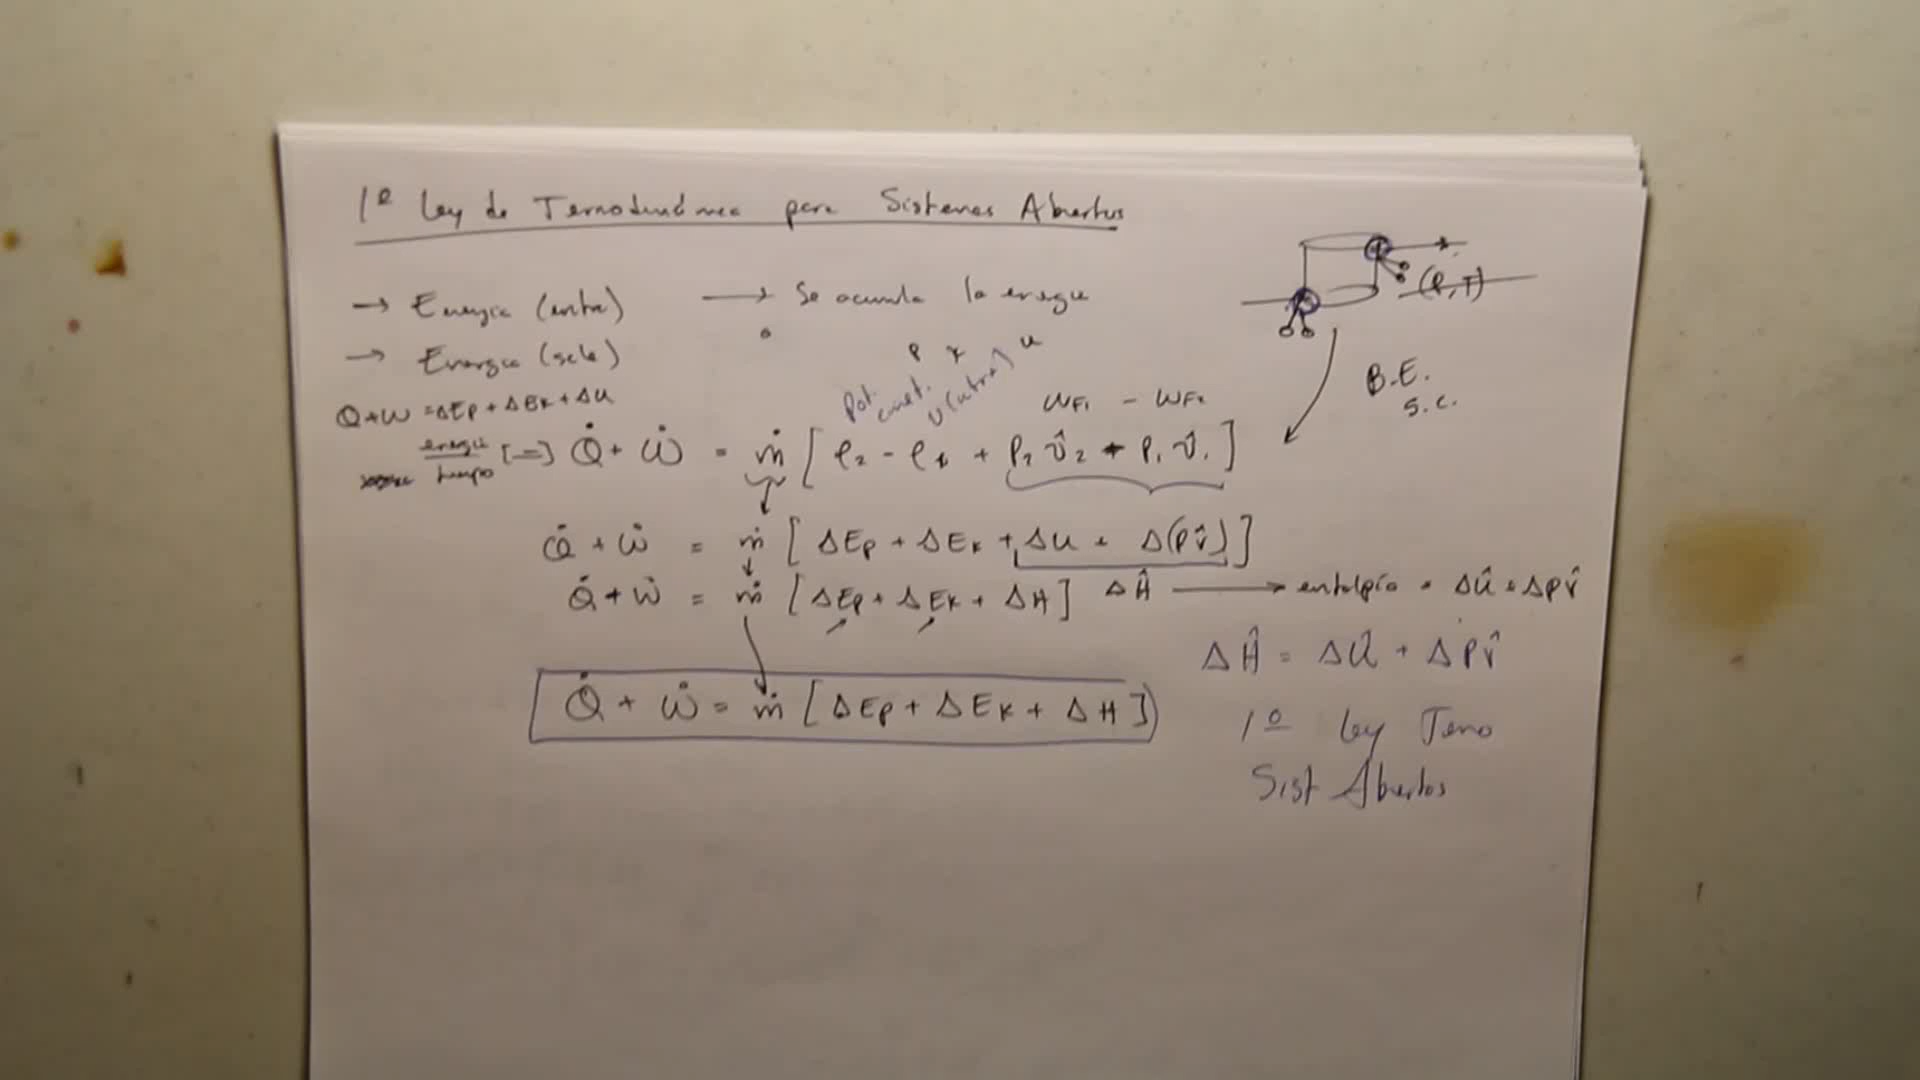 1º Ley de Termodinámica para Sistemas Abiertos
→ Energía (entra) → Se acumula la energía
→ Energía (sale)
(P,T)
B.E.
S.C.
P K U
Pot. cinet. U(intra)
Q+W = ΔEp + ΔEk + ΔU
WF1 - WF2
energía / tiempo [=] Q̇ + Ẇ = ṁ [ e2 - e1 + P2 v̂2 - P1 v̂1 ]
Q̇ + Ẇ = ṁ [ ΔEp + ΔEk + ΔU + Δ(Pv̂) ]
Q̇ + Ẇ = ṁ [ ΔEp + ΔEk + ΔH ] ΔĤ → entalpía = ΔÛ + ΔPV̂
ΔĤ = ΔÛ + ΔPV̂
Q̇ + Ẇ = ṁ [ ΔEp + ΔEk + ΔH ]
1º Ley Termo
Sist Abiertos